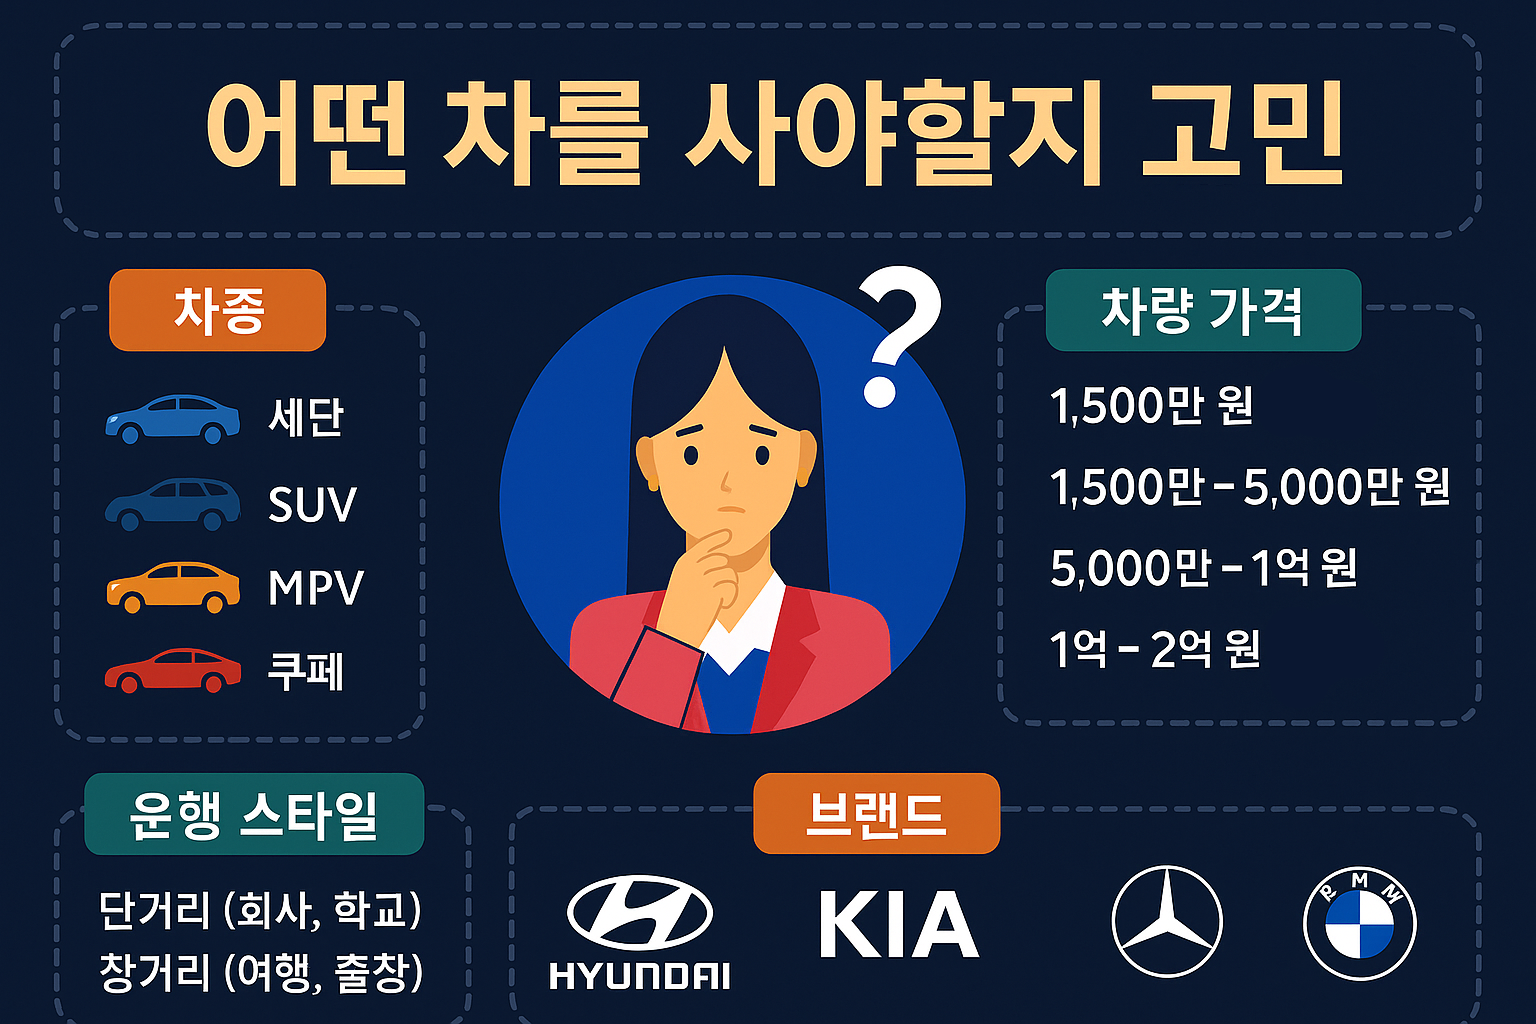 어떤 차를 사야할지 고민
?
차종
세단
SUV
MPV
쿠페
차량 가격
1,500만 원
1,500만 – 5,000만 원
5,000만 – 1억 원
1억 – 2억 원
운행 스타일
단거리 (회사, 학교)
창거리 (여행, 출창)
브랜드
HYUNDAI
KIA